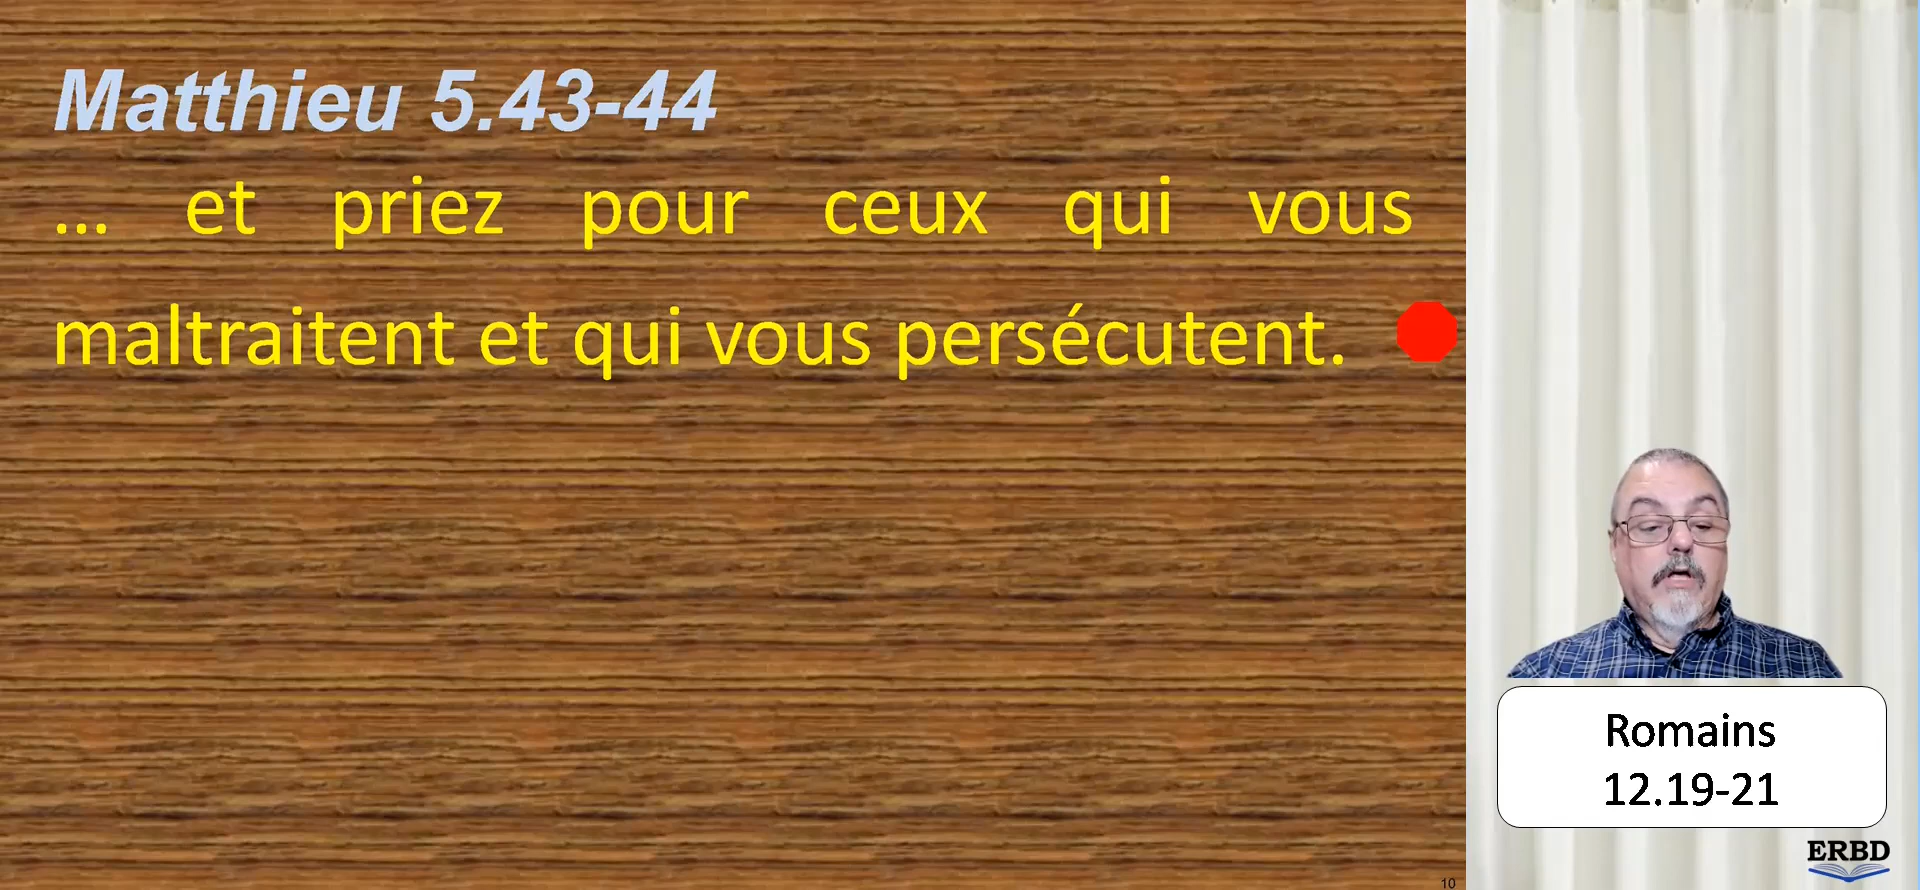 Matthieu 5.43-44
... et priez pour ceux qui vous
maltraitent et qui vous persécutent.
Romains
12.19-21
ERBD
10